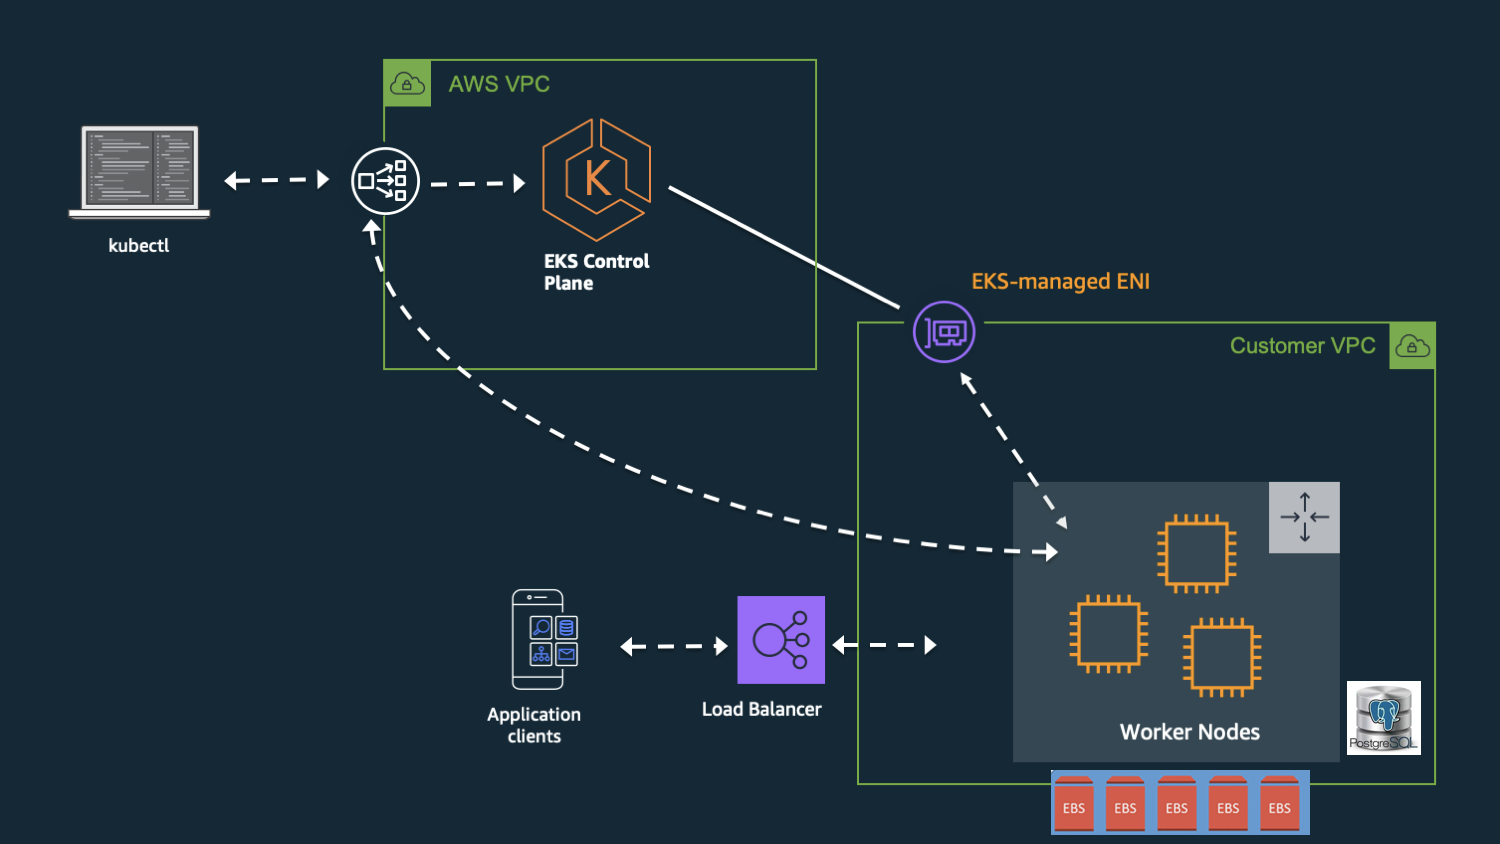 AWS VPC
K
kubectl
EKS Control
Plane
EKS-managed ENI
Customer VPC
Application
clients
Load Balancer
Worker Nodes
PostgreSQL
EBS
EBS
EBS
EBS
EBS